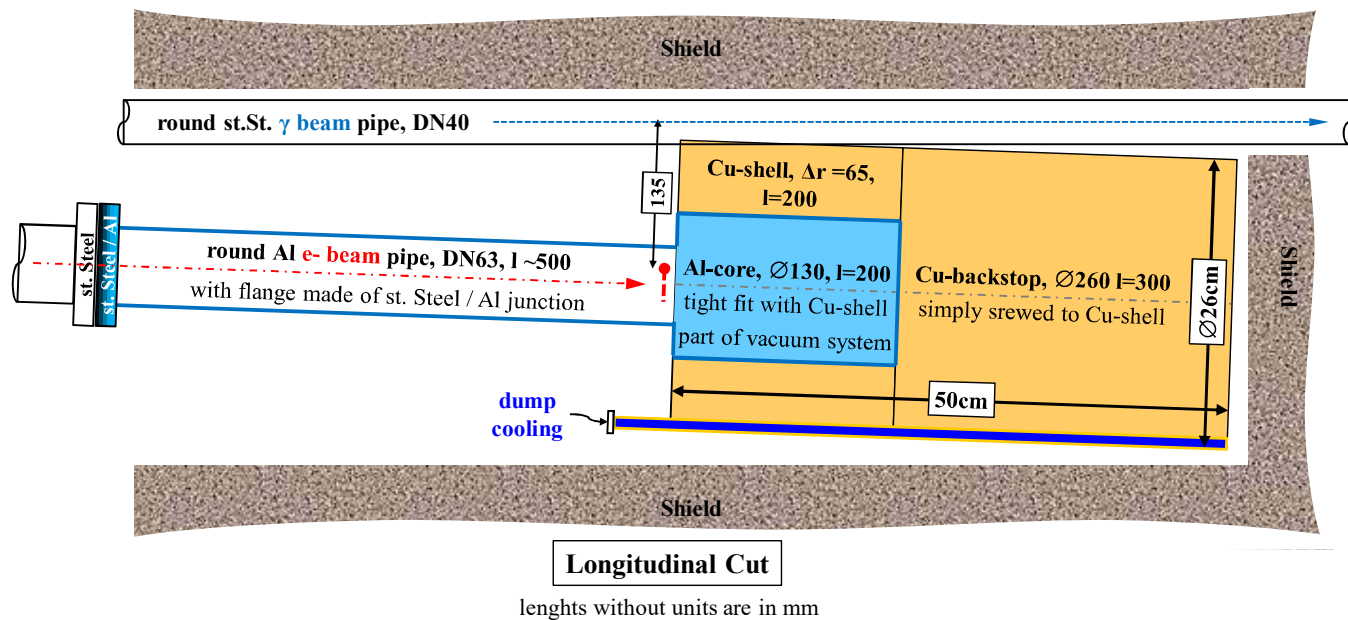 Shield
round st.St. γ beam pipe, DN40
Cu-shell, Δr =65,
l=200
135
st. Steel
st. Steel / Al
round Al e- beam pipe, DN63, l ~500
with flange made of st. Steel / Al junction
Al-core, ∅130, l=200
tight fit with Cu-shell
part of vacuum system
Cu-backstop, ∅260 l=300
simply srewed to Cu-shell
∅26cm
Shield
50cm
dump
cooling
Shield
Longitudinal Cut
lenghts without units are in mm